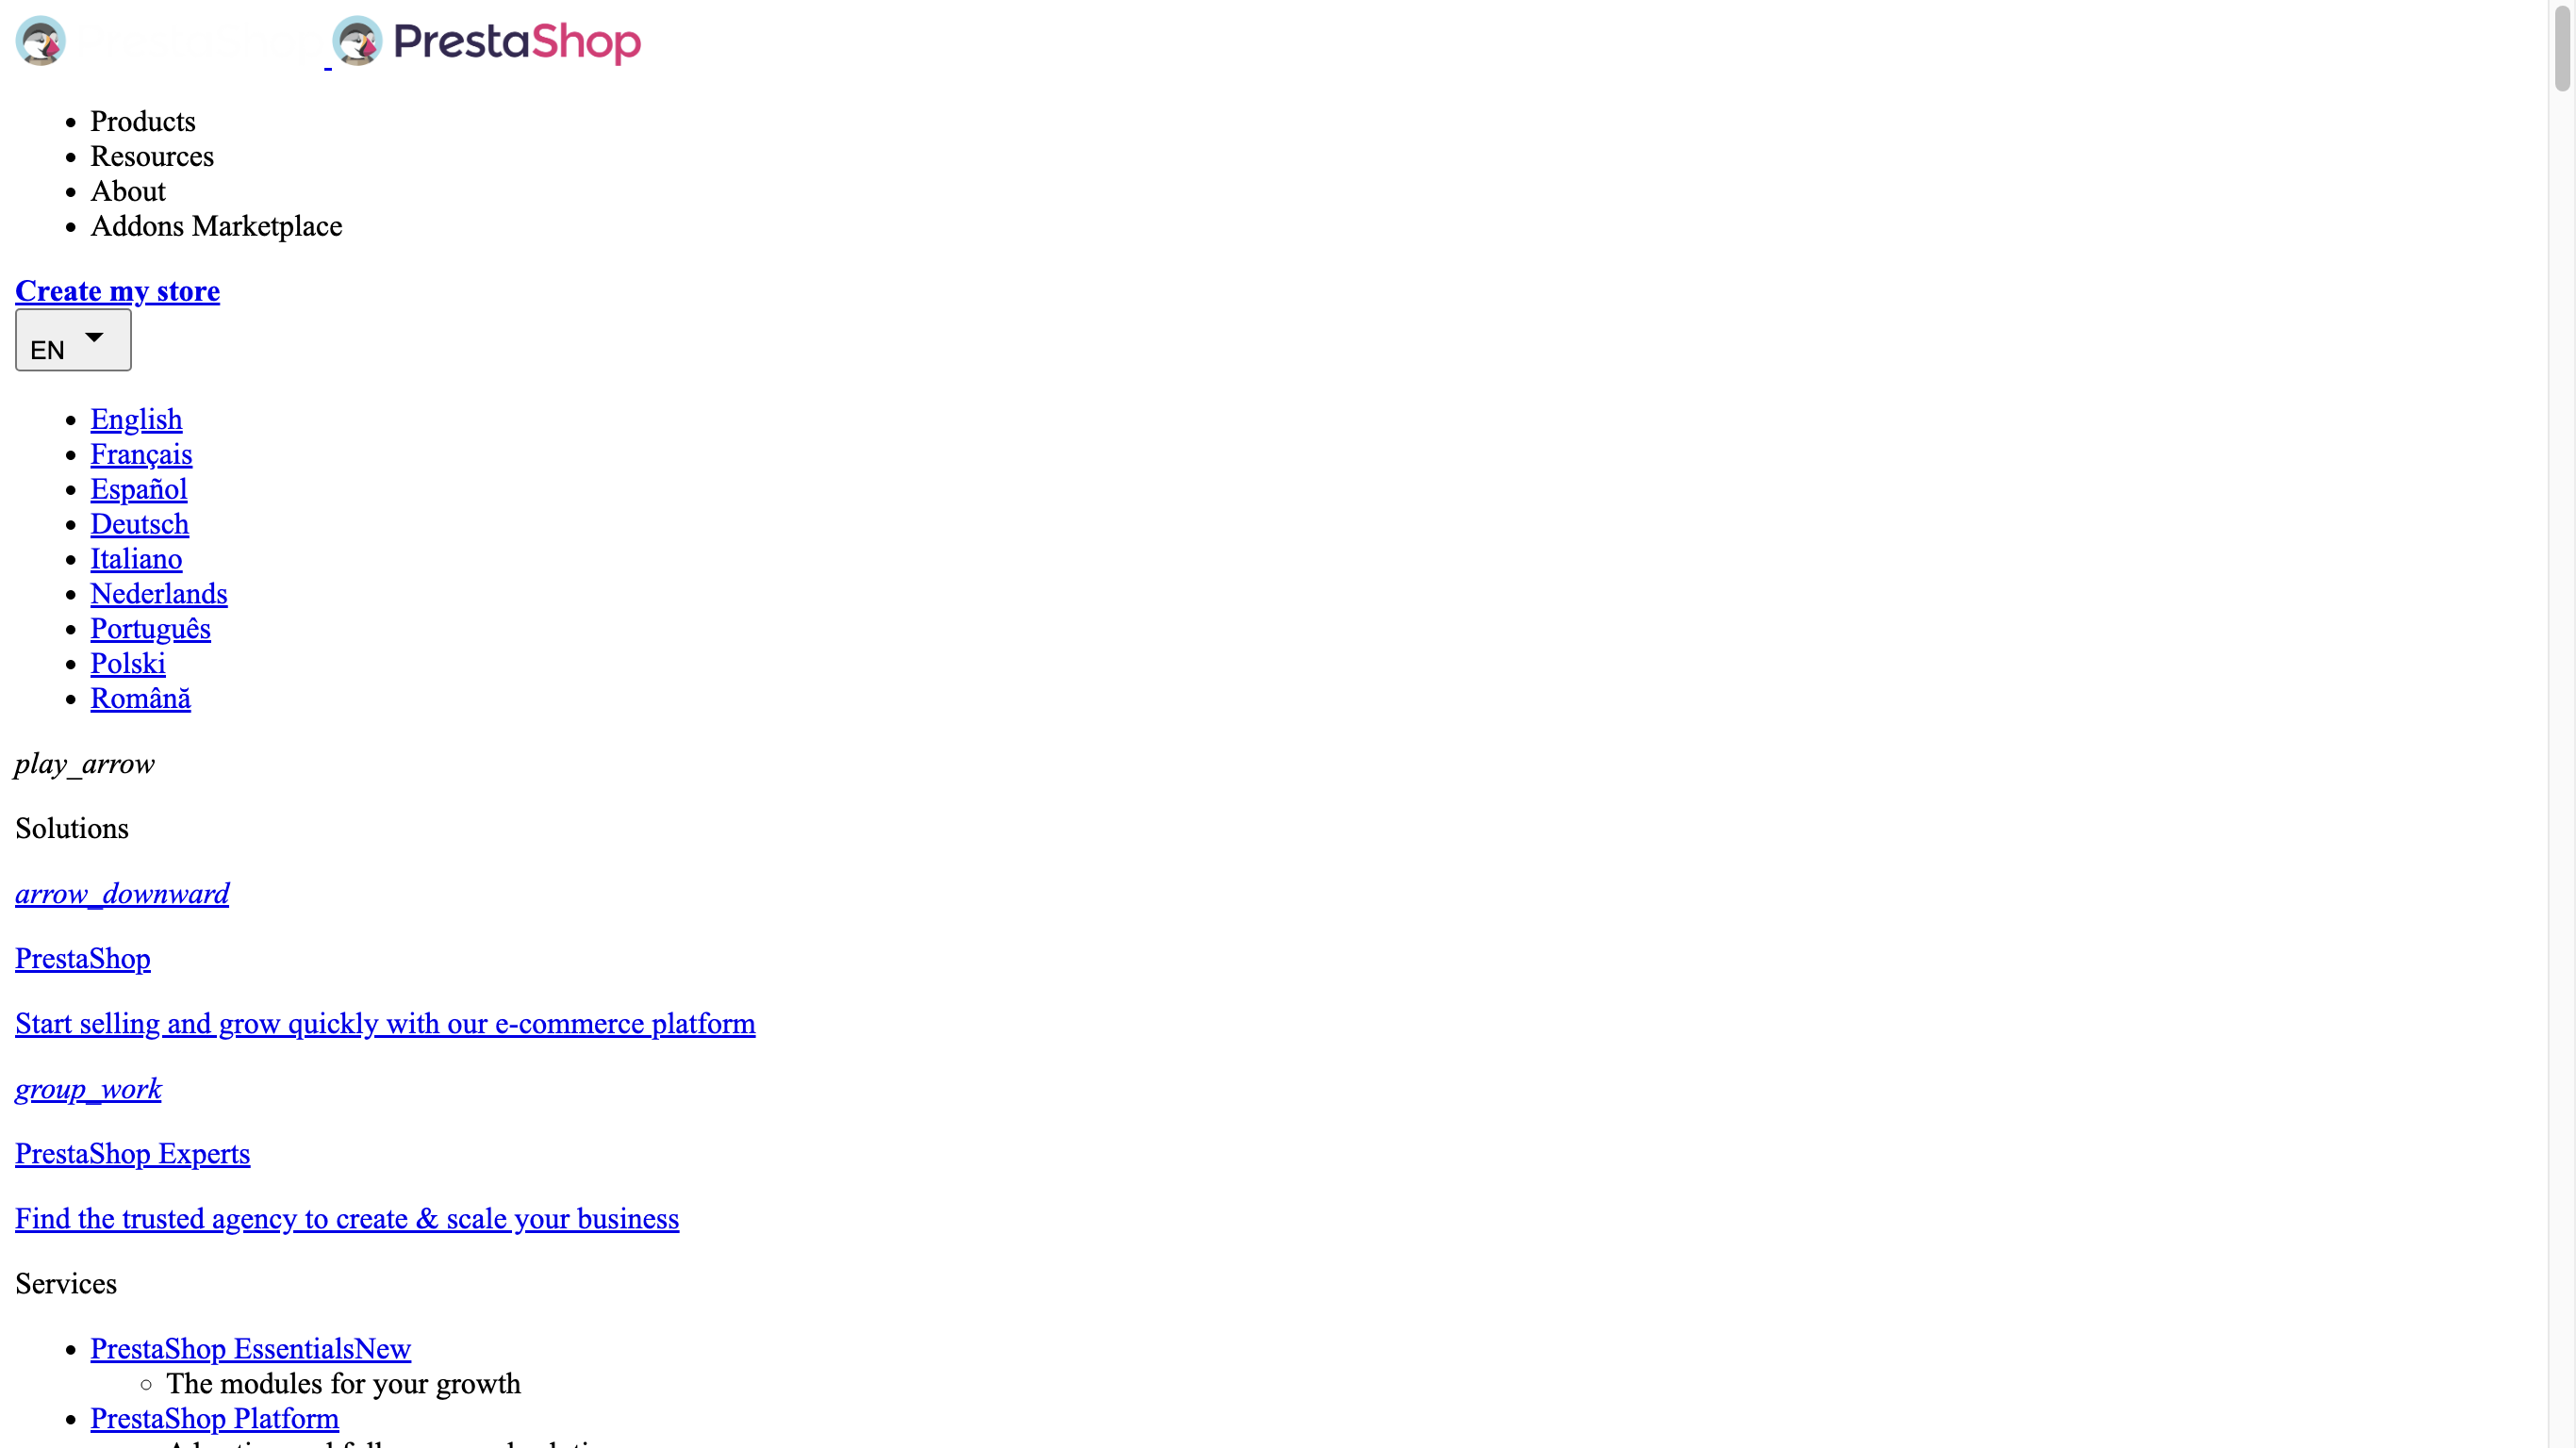 PrestaShop
Products
Resources
About
Addons Marketplace
Create my store
EN
English
Français
Español
Deutsch
Italiano
Nederlands
Português
Polski
Română
play_arrow
Solutions
arrow_downward
PrestaShop
Start selling and grow quickly with our e-commerce platform
group_work
PrestaShop Experts
Find the trusted agency to create & scale your business
Services
PrestaShop EssentialsNew
The modules for your growth
PrestaShop Platform